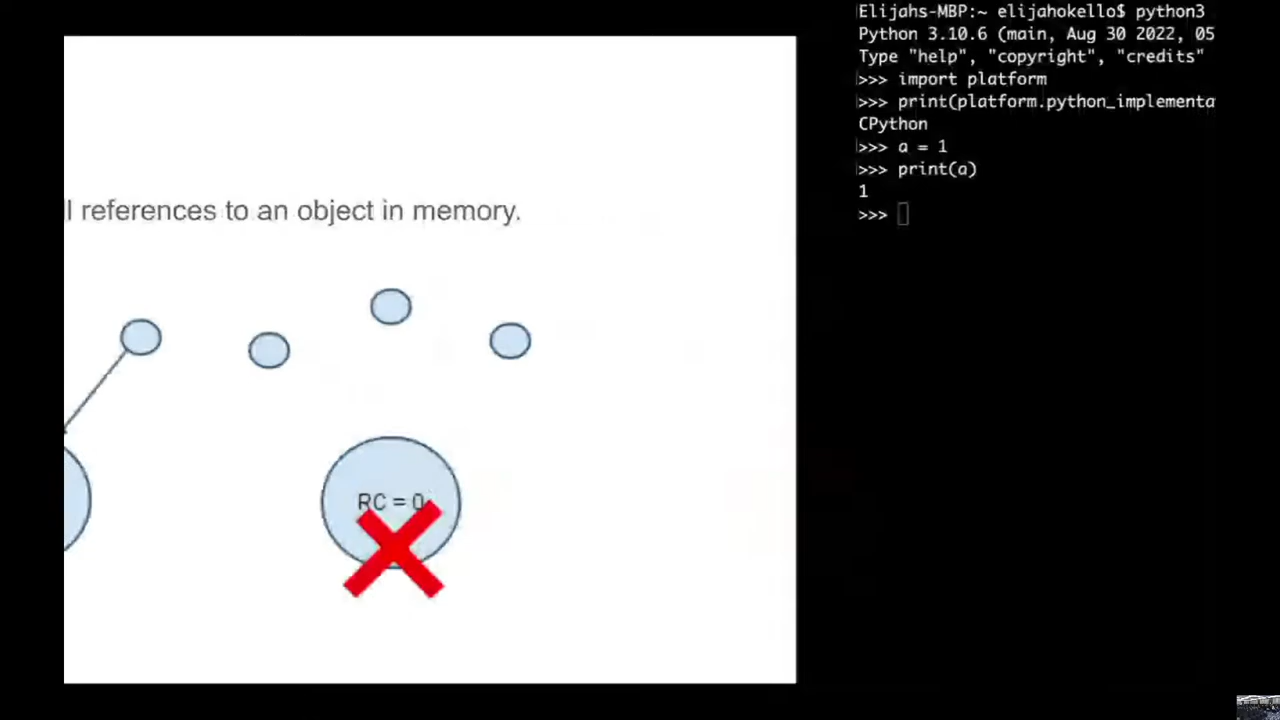 l references to an object in memory.
RC = 0
Elijahs-MBP:~ elijahokello$ python3
Python 3.10.6 (main, Aug 30 2022, 05
Type "help", "copyright", "credits"
>>> import platform
>>> print(platform.python_implementa
CPython
>>> a = 1
>>> print(a)
1
>>>